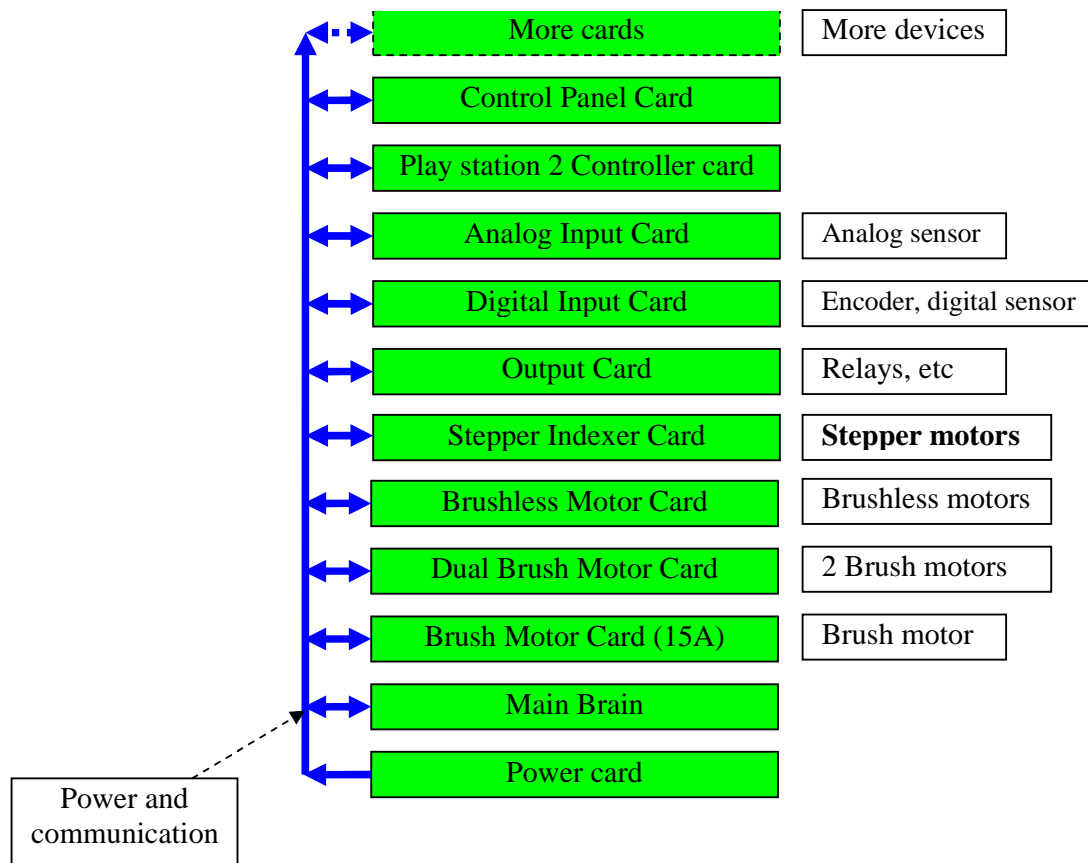 More cards
More devices
Control Panel Card
Play station 2 Controller card
Analog Input Card
Analog sensor
Digital Input Card
Encoder, digital sensor
Output Card
Relays, etc
Stepper Indexer Card
Stepper motors
Brushless Motor Card
Brushless motors
Dual Brush Motor Card
2 Brush motors
Brush Motor Card (15A)
Brush motor
Main Brain
Power card
Power and
communication